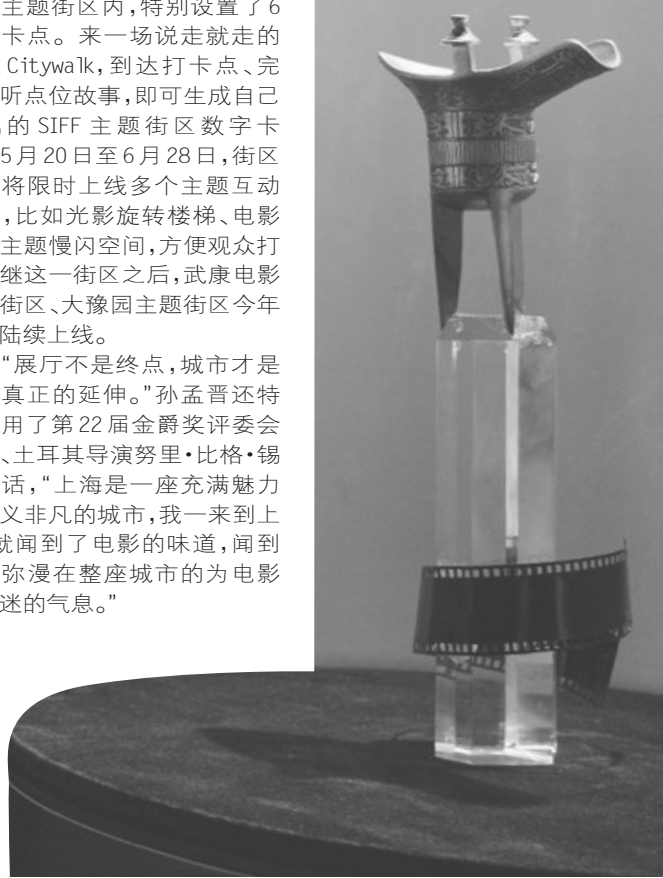 主题街区内，特别设置了6
卡点。来一场说走就走的
Citywalk，到达打卡点、完
听点位故事，即可生成自己
的 SIFF 主题街区数字卡
5月20日至6月28日，街区
将限时上线多个主题互动
，比如光影旋转楼梯、电影
主题慢闪空间，方便观众打
继这一街区之后，武康电影
街区、大豫园主题街区今年
陆续上线。
“展厅不是终点，城市才是
真正的延伸。”孙孟晋还特
用了第22届金爵奖评委会
、土耳其导演努里·比格·锡
话，“上海是一座充满魅力
义非凡的城市，我一来到上
就闻到了电影的味道，闻到
弥漫在整座城市的为电影
迷的气息。”